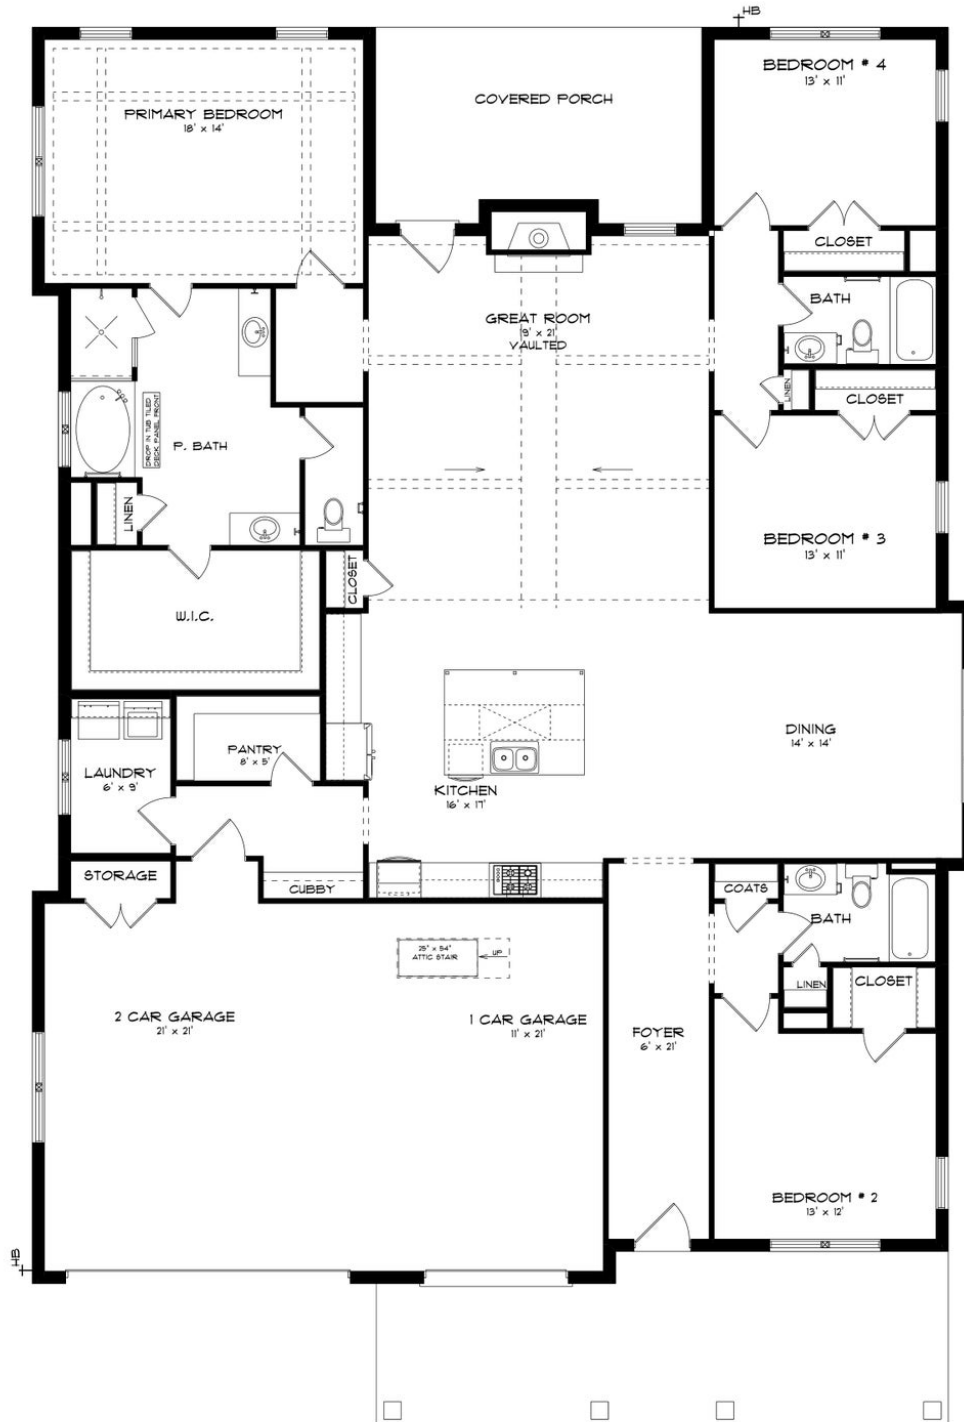 HB
BEDROOM # 4
13' x 11'
COVERED PORCH
PRIMARY BEDROOM
18' x 14'
CLOSET
BATH
GREAT ROOM
9' x 21'
VAULTED
LINEN
CLOSET
DROP IN TUB TILED
DECK PANEL FRONT
P. BATH
LINEN
BEDROOM # 3
13' x 11'
CLOSET
W.I.C.
DINING
14' x 14'
PANTRY
8' x 5'
LAUNDRY
6' x 9'
KITCHEN
16' x 17'
STORAGE
CUBBY
COATS
BATH
25" x 54"
ATTIC STAIR
UP
LINEN
CLOSET
2 CAR GARAGE
21' x 21'
1 CAR GARAGE
11' x 21'
FOYER
6' x 21'
BEDROOM # 2
13' x 12'
HB